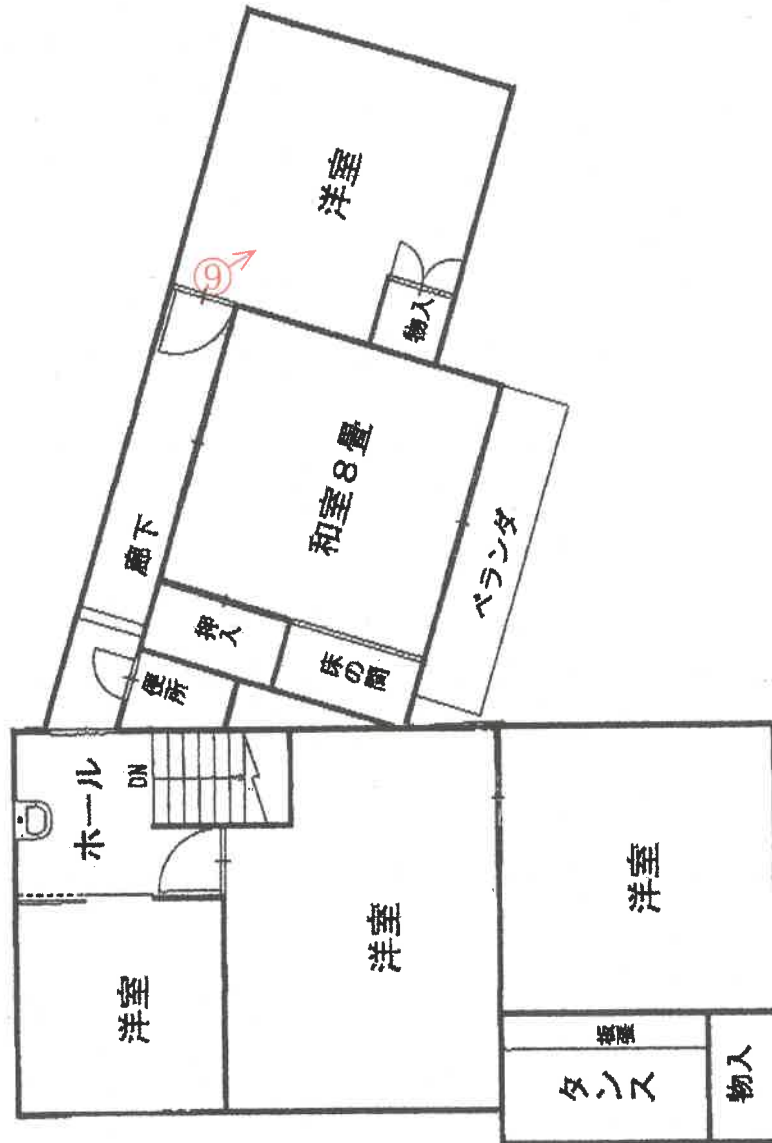 洋室
⑨
物入
和室8畳
廊下
ベランダ
押入
床の間
便所
ホール
DN
洋室
洋室
洋室
タンス
物入